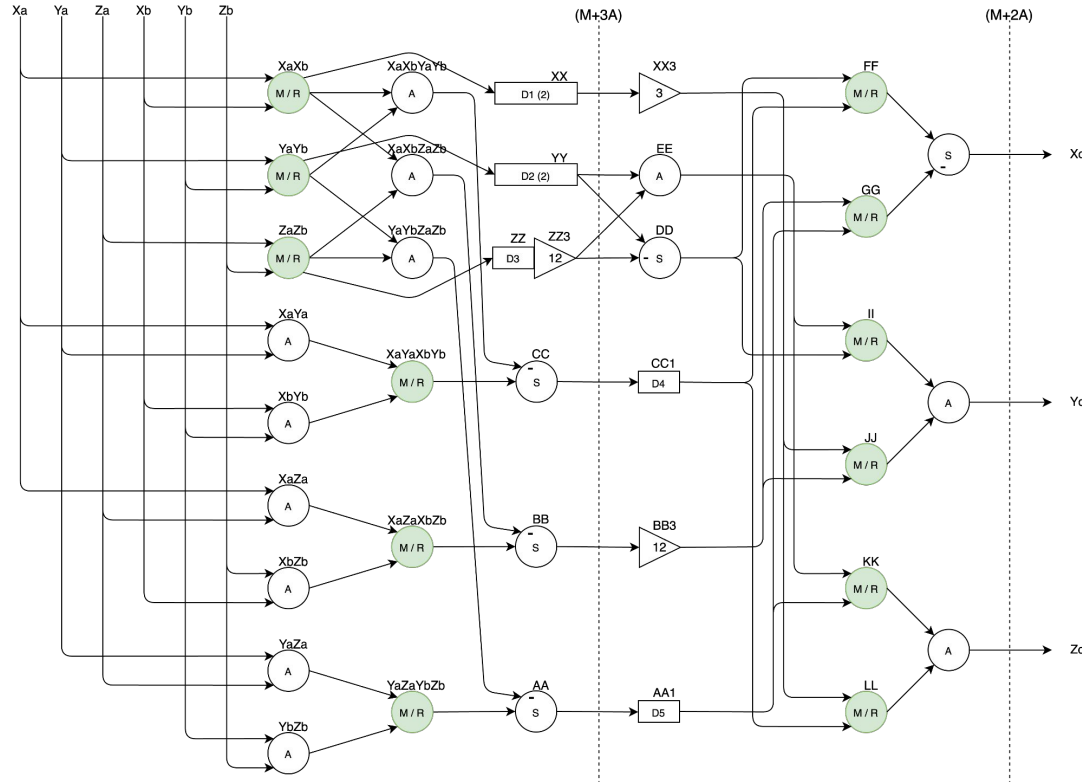 Xa Ya Za Xb Yb Zb (M+3A) (M+2A)
XaXb XaXbYaYb XX XX3 FF
M / R A D1 (2) 3 M / R
YaYb XaXbZaZb YY EE
S - Xc
M / R A D2 (2) A
GG
ZaZb YaYbZaZb ZZ ZZ3 DD
M / R
M / R A D3 12 - S
XaYa II
A XaYaXbYb CC CC1 M / R
M / R - S D4
XbYb A Yc
A JJ
M / R
XaZa
A XaZaXbZb BB BB3
M / R - S 12
XbZb KK
A M / R
YaZa A Zc
A YaZaYbZb AA AA1 LL
M / R - S D5 M / R
YbZb
A